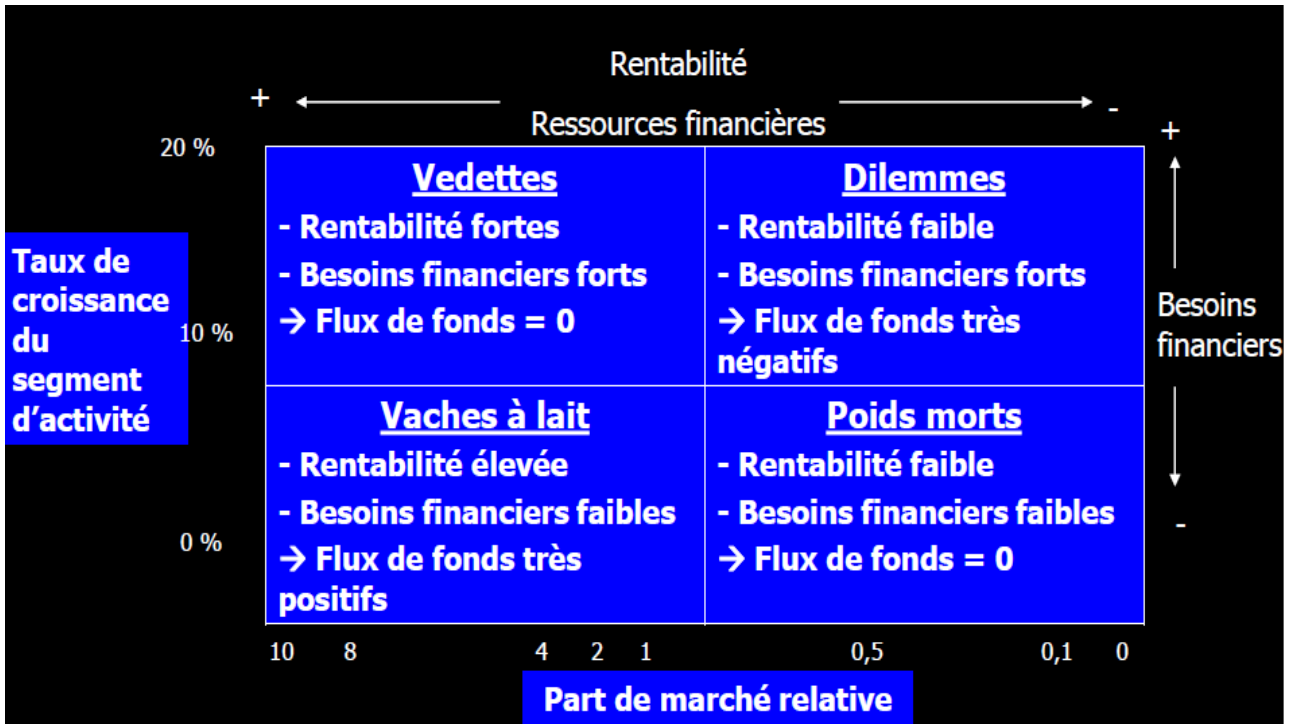 Rentabilité
+
-
Ressources financières
+
20 %
Vedettes
- Rentabilité fortes
- Besoins financiers forts
→ Flux de fonds = 0
Dilemmes
- Rentabilité faible
- Besoins financiers forts
→ Flux de fonds très
négatifs
Taux de
croissance
du
segment
d’activité
10 %
Besoins
financiers
Vaches à lait
- Rentabilité élevée
- Besoins financiers faibles
→ Flux de fonds très
positifs
Poids morts
- Rentabilité faible
- Besoins financiers faibles
→ Flux de fonds = 0
-
0 %
10 8 4 2 1 0,5 0,1 0
Part de marché relative